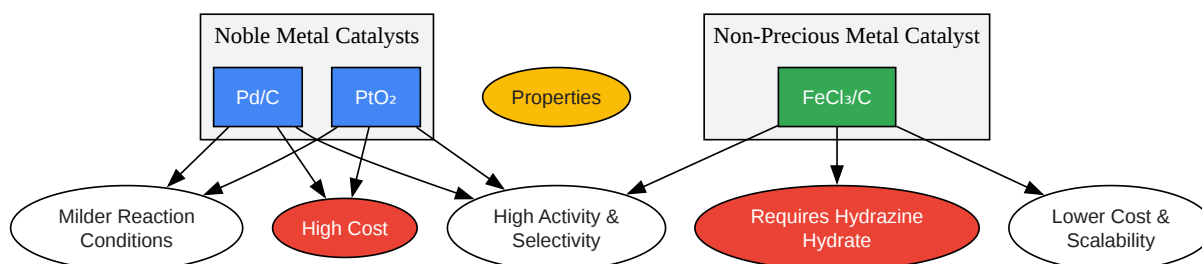 Noble Metal Catalysts
Non-Precious Metal Catalyst
Pd/C
PtO₂
Properties
FeCl₃/C
Milder Reaction
Conditions
High Cost
High Activity &
Selectivity
Requires Hydrazine
Hydrate
Lower Cost &
Scalability